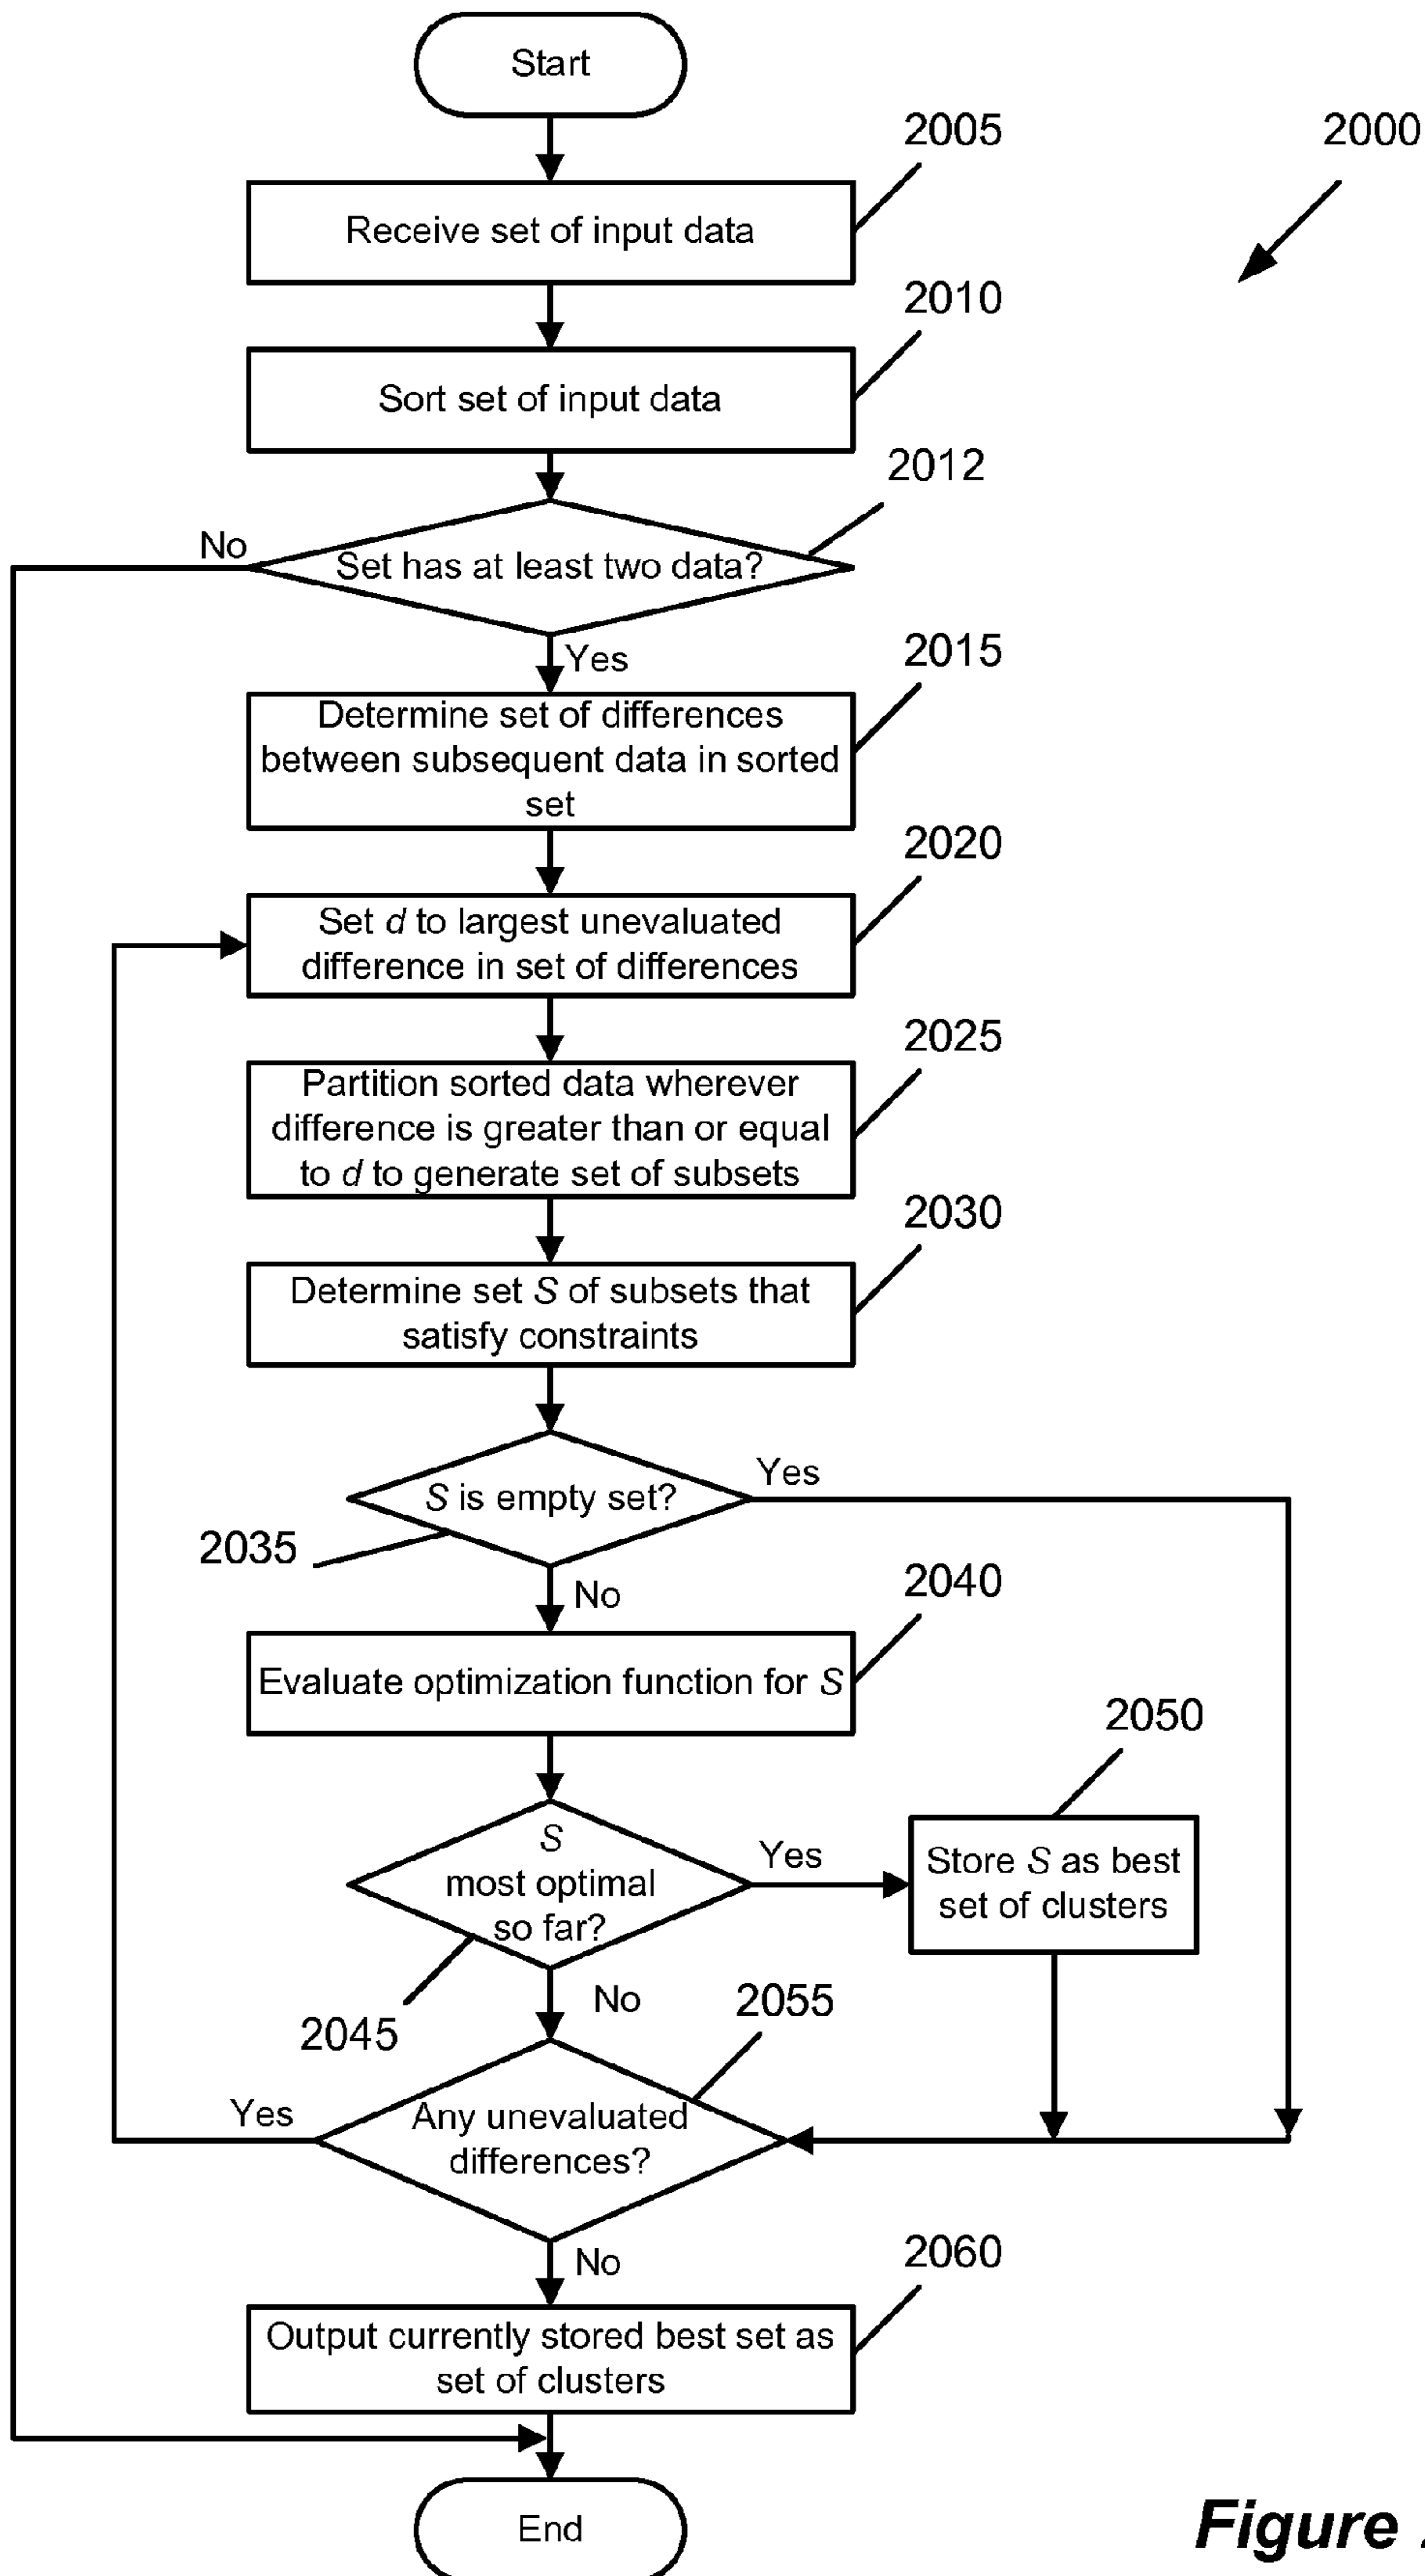 Start
2005
2000
Receive set of input data
2010
Sort set of input data
2012
No
Set has at least two data?
Yes
2015
Determine set of differences
between subsequent data in sorted
set
2020
Set d to largest unevaluated
difference in set of differences
2025
Partition sorted data wherever
difference is greater than or equal
to d to generate set of subsets
2030
Determine set S of subsets that
satisfy constraints
Yes
S is empty set?
2035
No
2040
Evaluate optimization function for S
2050
S
most optimal
so far?
Yes
Store S as best
set of clusters
No
2055
2045
Yes
Any unevaluated
differences?
No
2060
Output currently stored best set as
set of clusters
End
Figure